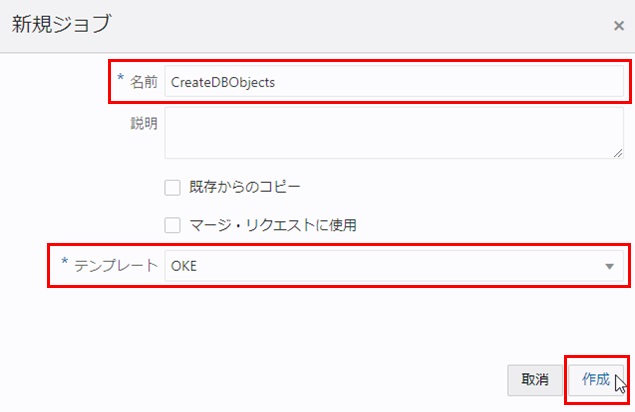 新規ジョブ ×
* 名前 CreateDBObjects
説明
既存からのコピー
マージ・リクエストに使用
* テンプレート OKE
取消 作成